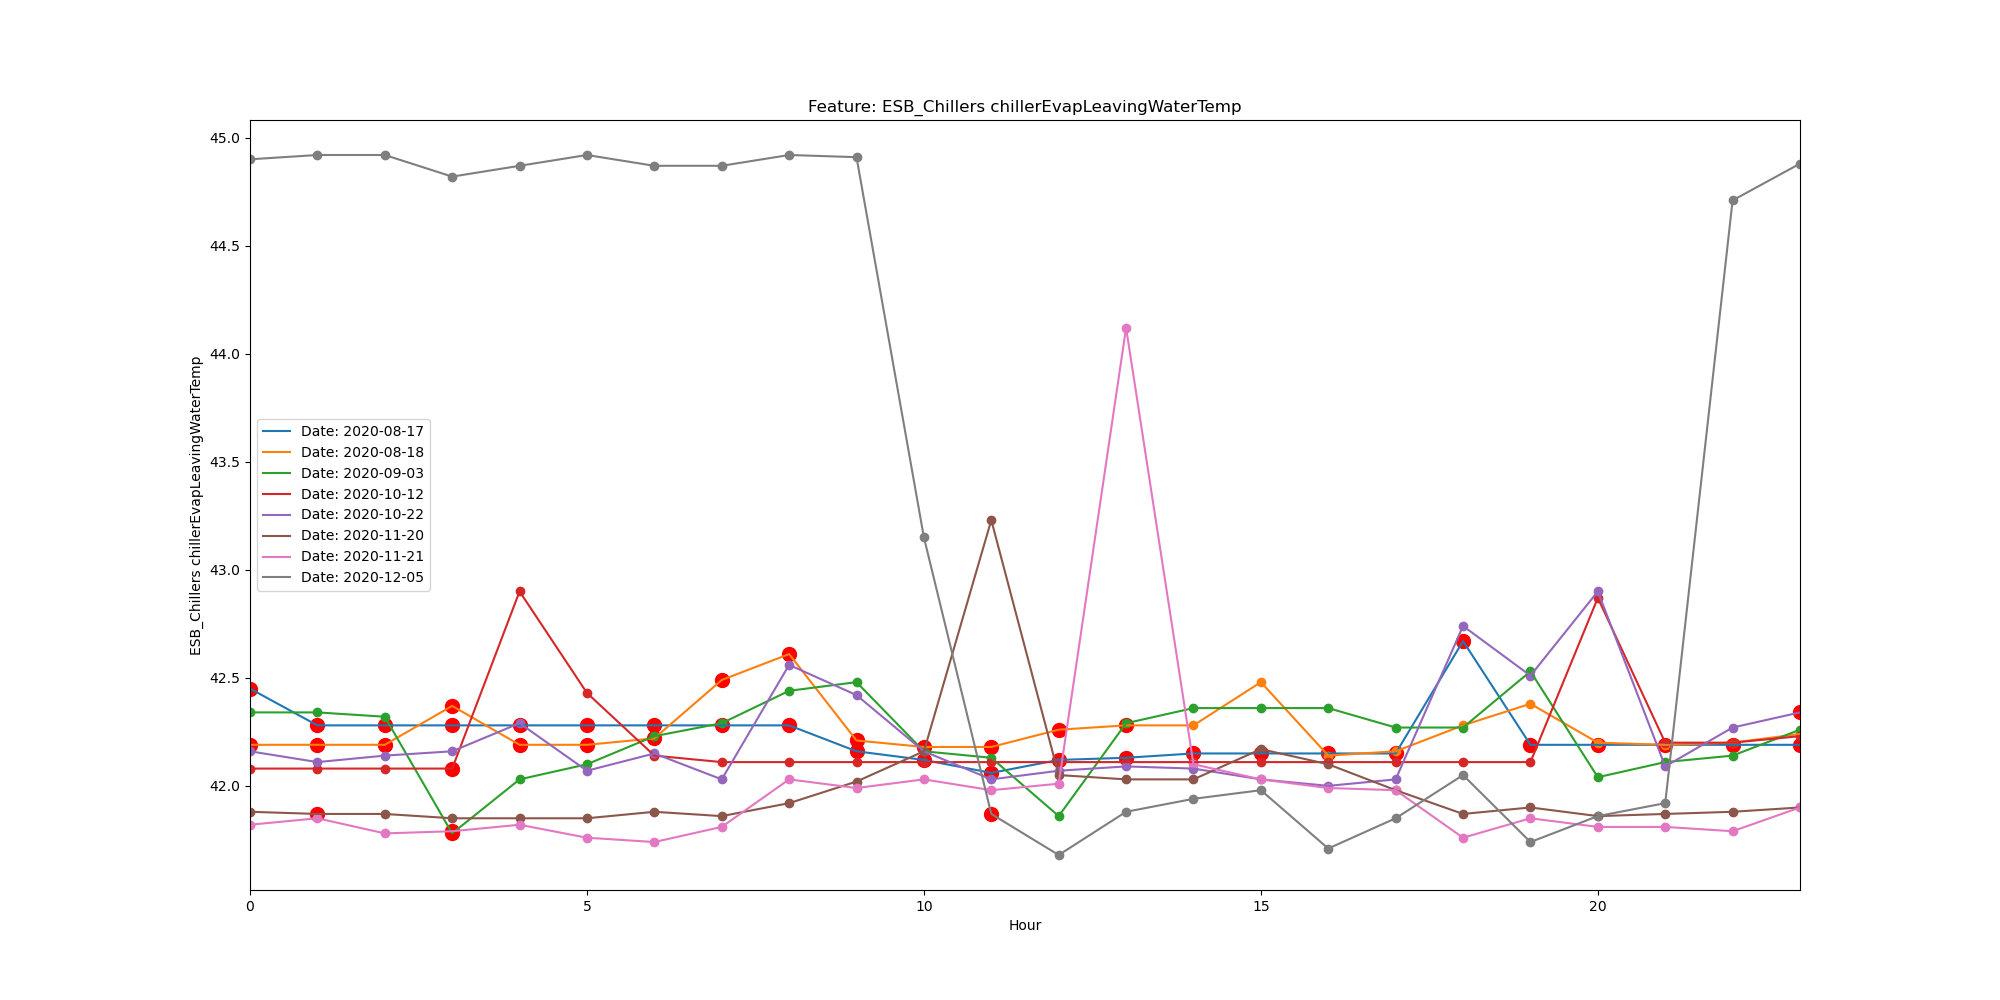 Feature: ESB_Chillers chillerEvapLeavingWaterTemp
45.0
44.5
44.0
43.5
43.0
42.5
42.0
ESB_Chillers chillerEvapLeavingWaterTemp
Date: 2020-08-17
Date: 2020-08-18
Date: 2020-09-03
Date: 2020-10-12
Date: 2020-10-22
Date: 2020-11-20
Date: 2020-11-21
Date: 2020-12-05
0 5 10 15 20
Hour